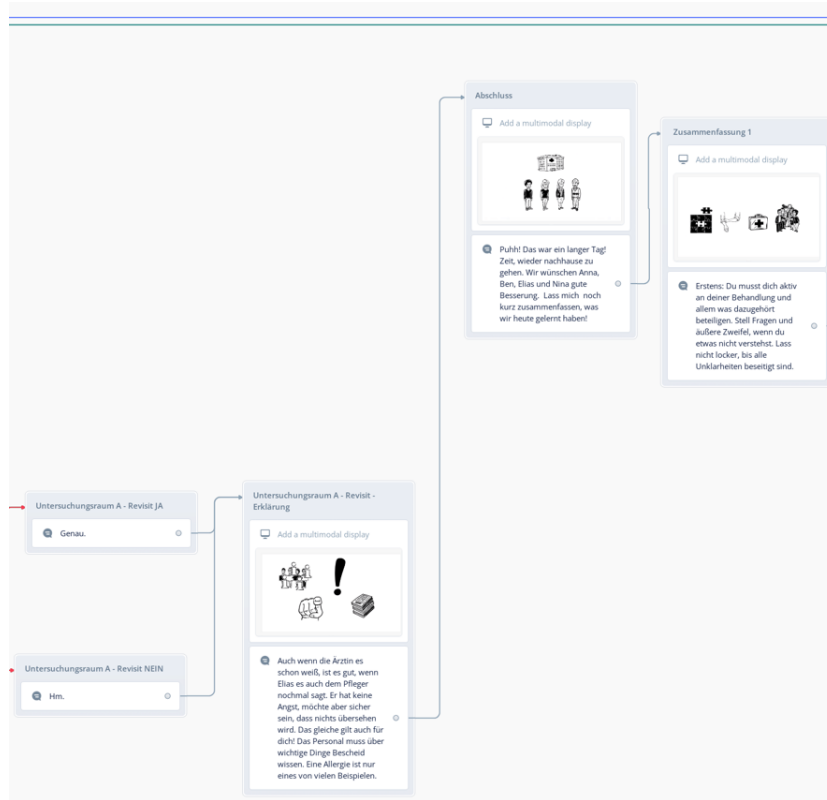 Abschluss
Add a multimodal display
Puhh! Das war ein langer Tag!
Zeit, wieder nachhause zu
gehen. Wir wünschen Anna,
Ben, Elias und Nina gute
Besserung. Lass mich noch
kurz zusammenfassen, was
wir heute gelernt haben!
Zusammenfassung 1
Add a multimodal display
Erstens: Du musst dich aktiv
an deiner Behandlung und
allem was dazugehört
beteiligen. Stell Fragen und
äußere Zweifel, wenn du
etwas nicht verstehst. Lass
nicht locker, bis alle
Unklarheiten beseitigt sind.
Untersuchungsraum A - Revisit JA
Genau.
Untersuchungsraum A - Revisit NEIN
Hm.
Untersuchungsraum A - Revisit -
Erklärung
Add a multimodal display
Auch wenn die Ärztin es
schon weiß, ist es gut, wenn
Elias es auch dem Pfleger
nochmal sagt. Er hat keine
Angst, möchte aber sicher
sein, dass nichts übersehen
wird. Das gleiche gilt auch für
dich! Das Personal muss über
wichtige Dinge Bescheid
wissen. Eine Allergie ist nur
eines von vielen Beispielen.